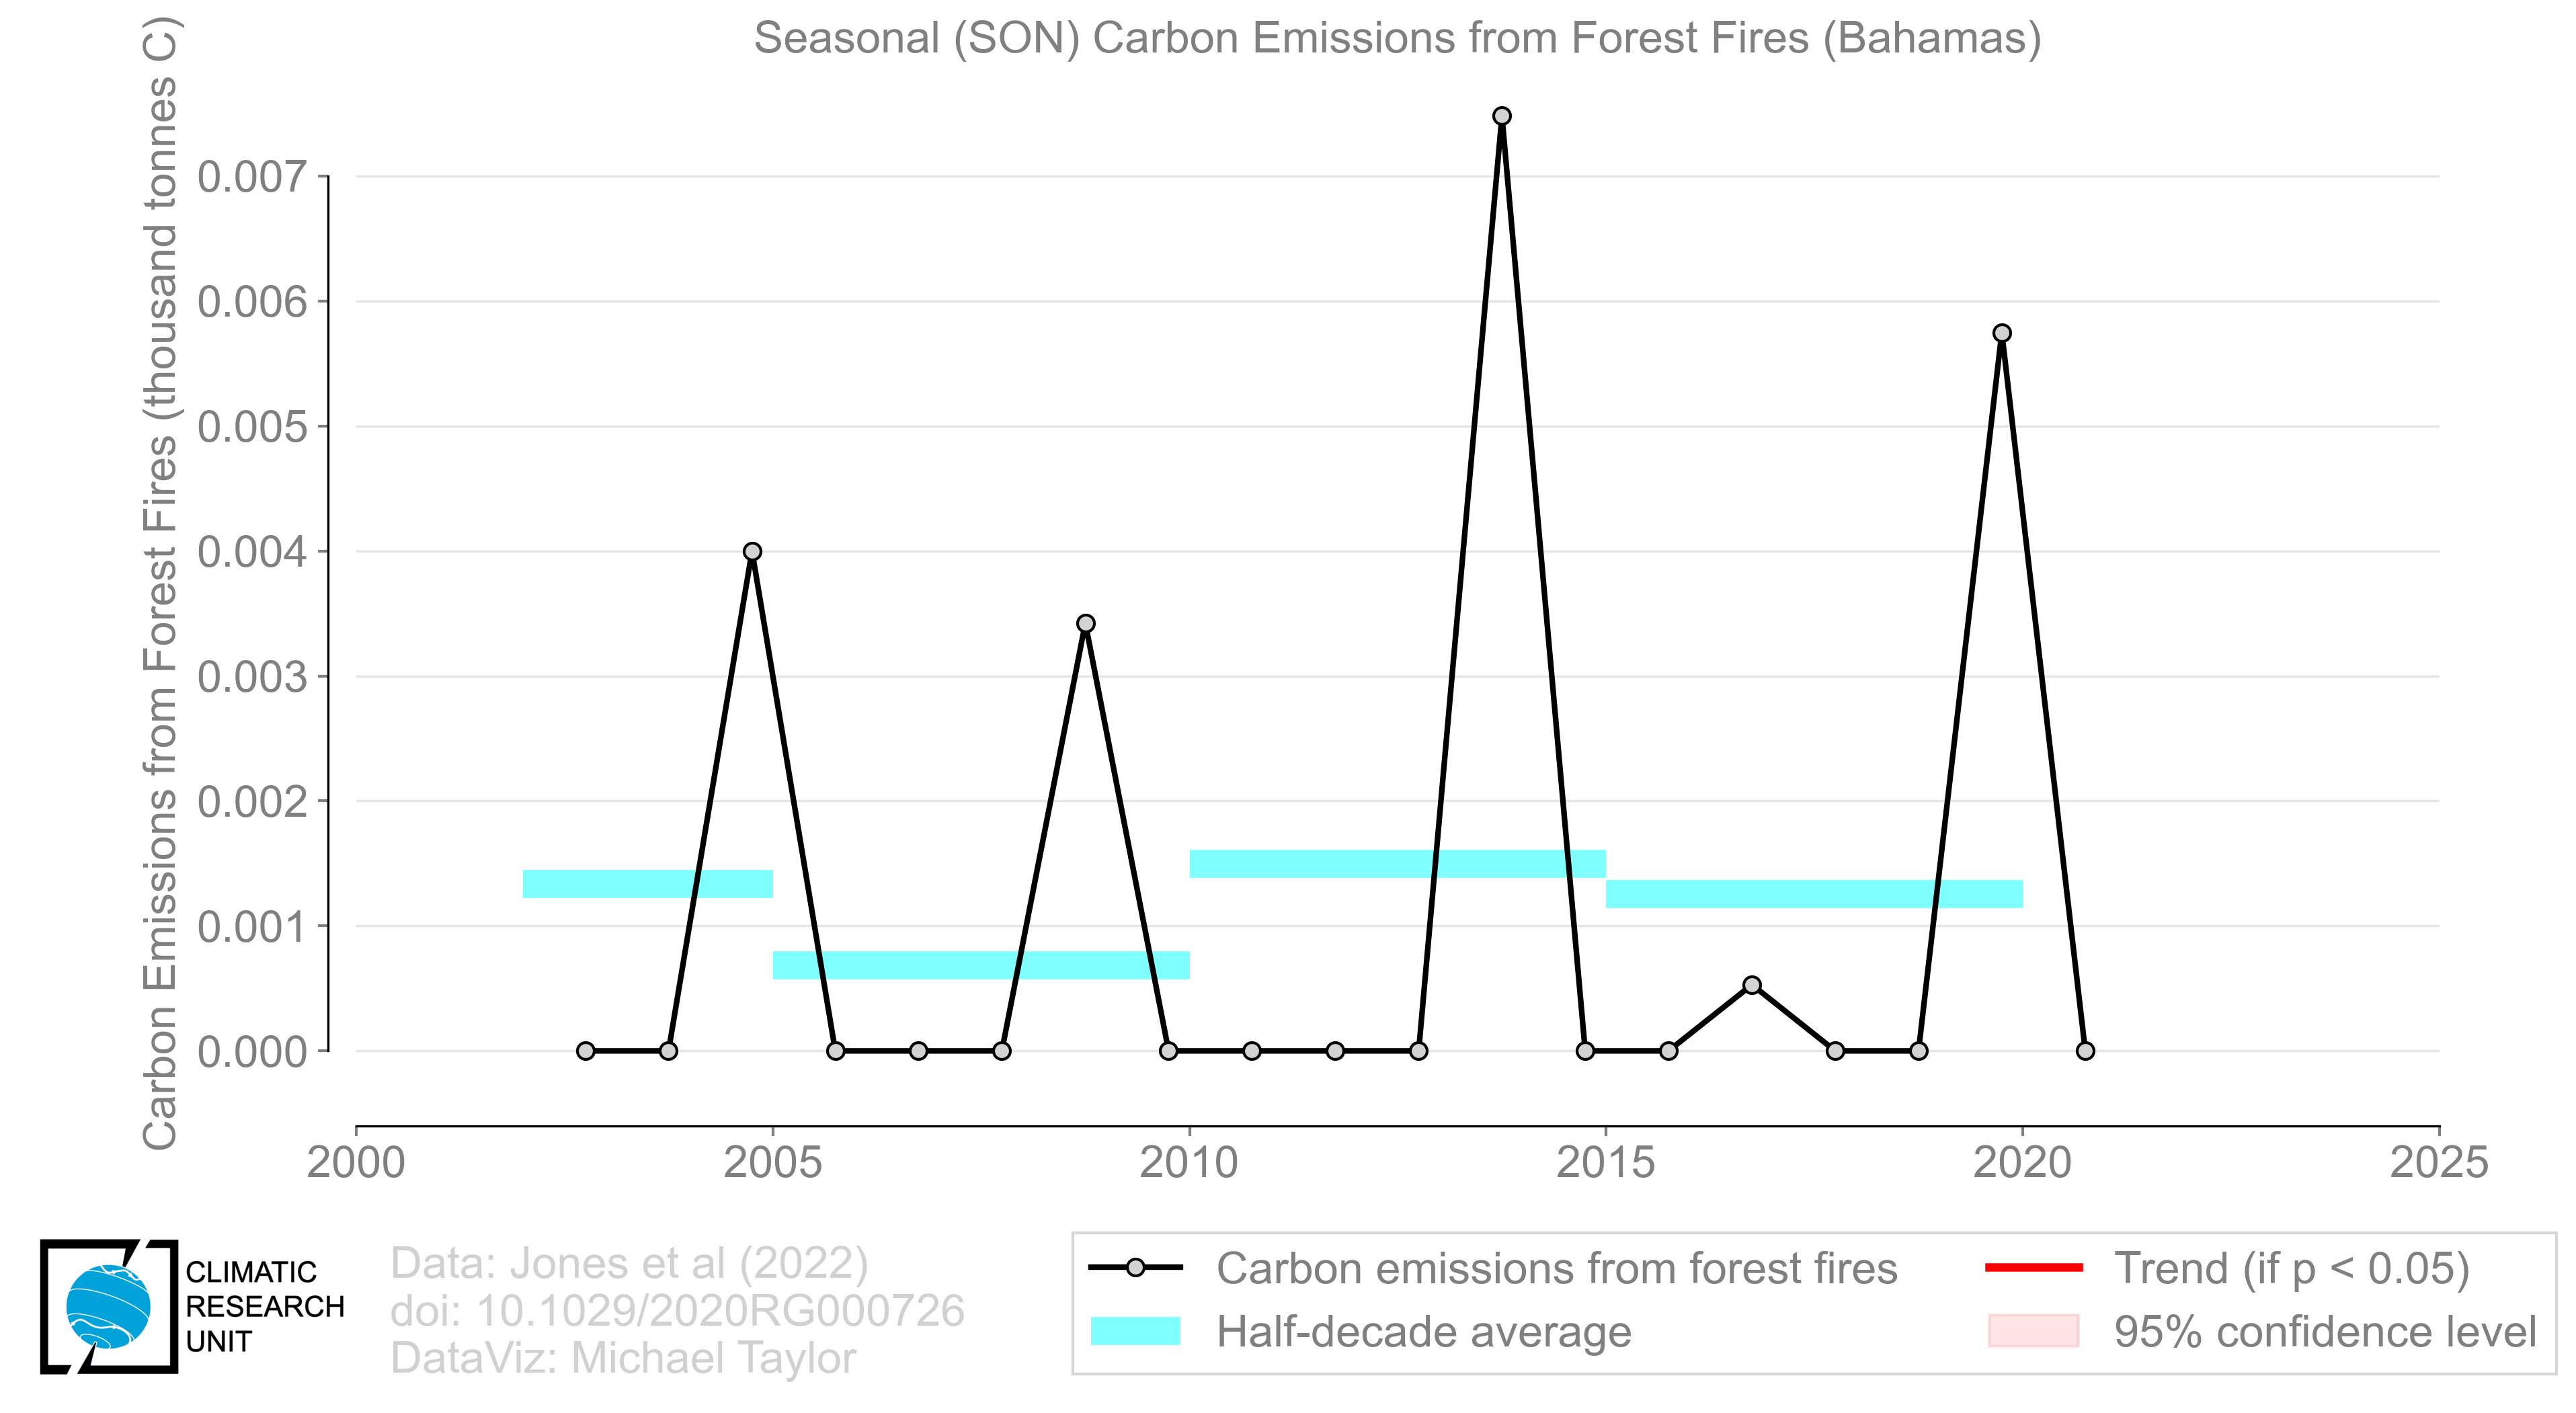 Seasonal (SON) Carbon Emissions from Forest Fires (Bahamas)
Carbon Emissions from Forest Fires (thousand tonnes C)
0.007
0.006
0.005
0.004
0.003
0.002
0.001
0.000
2000
2005
2010
2015
2020
2025
CLIMATIC
RESEARCH
UNIT
Data: Jones et al (2022)
doi: 10.1029/2020RG000726
DataViz: Michael Taylor
Carbon emissions from forest fires
Half-decade average
Trend (if p < 0.05)
95% confidence level